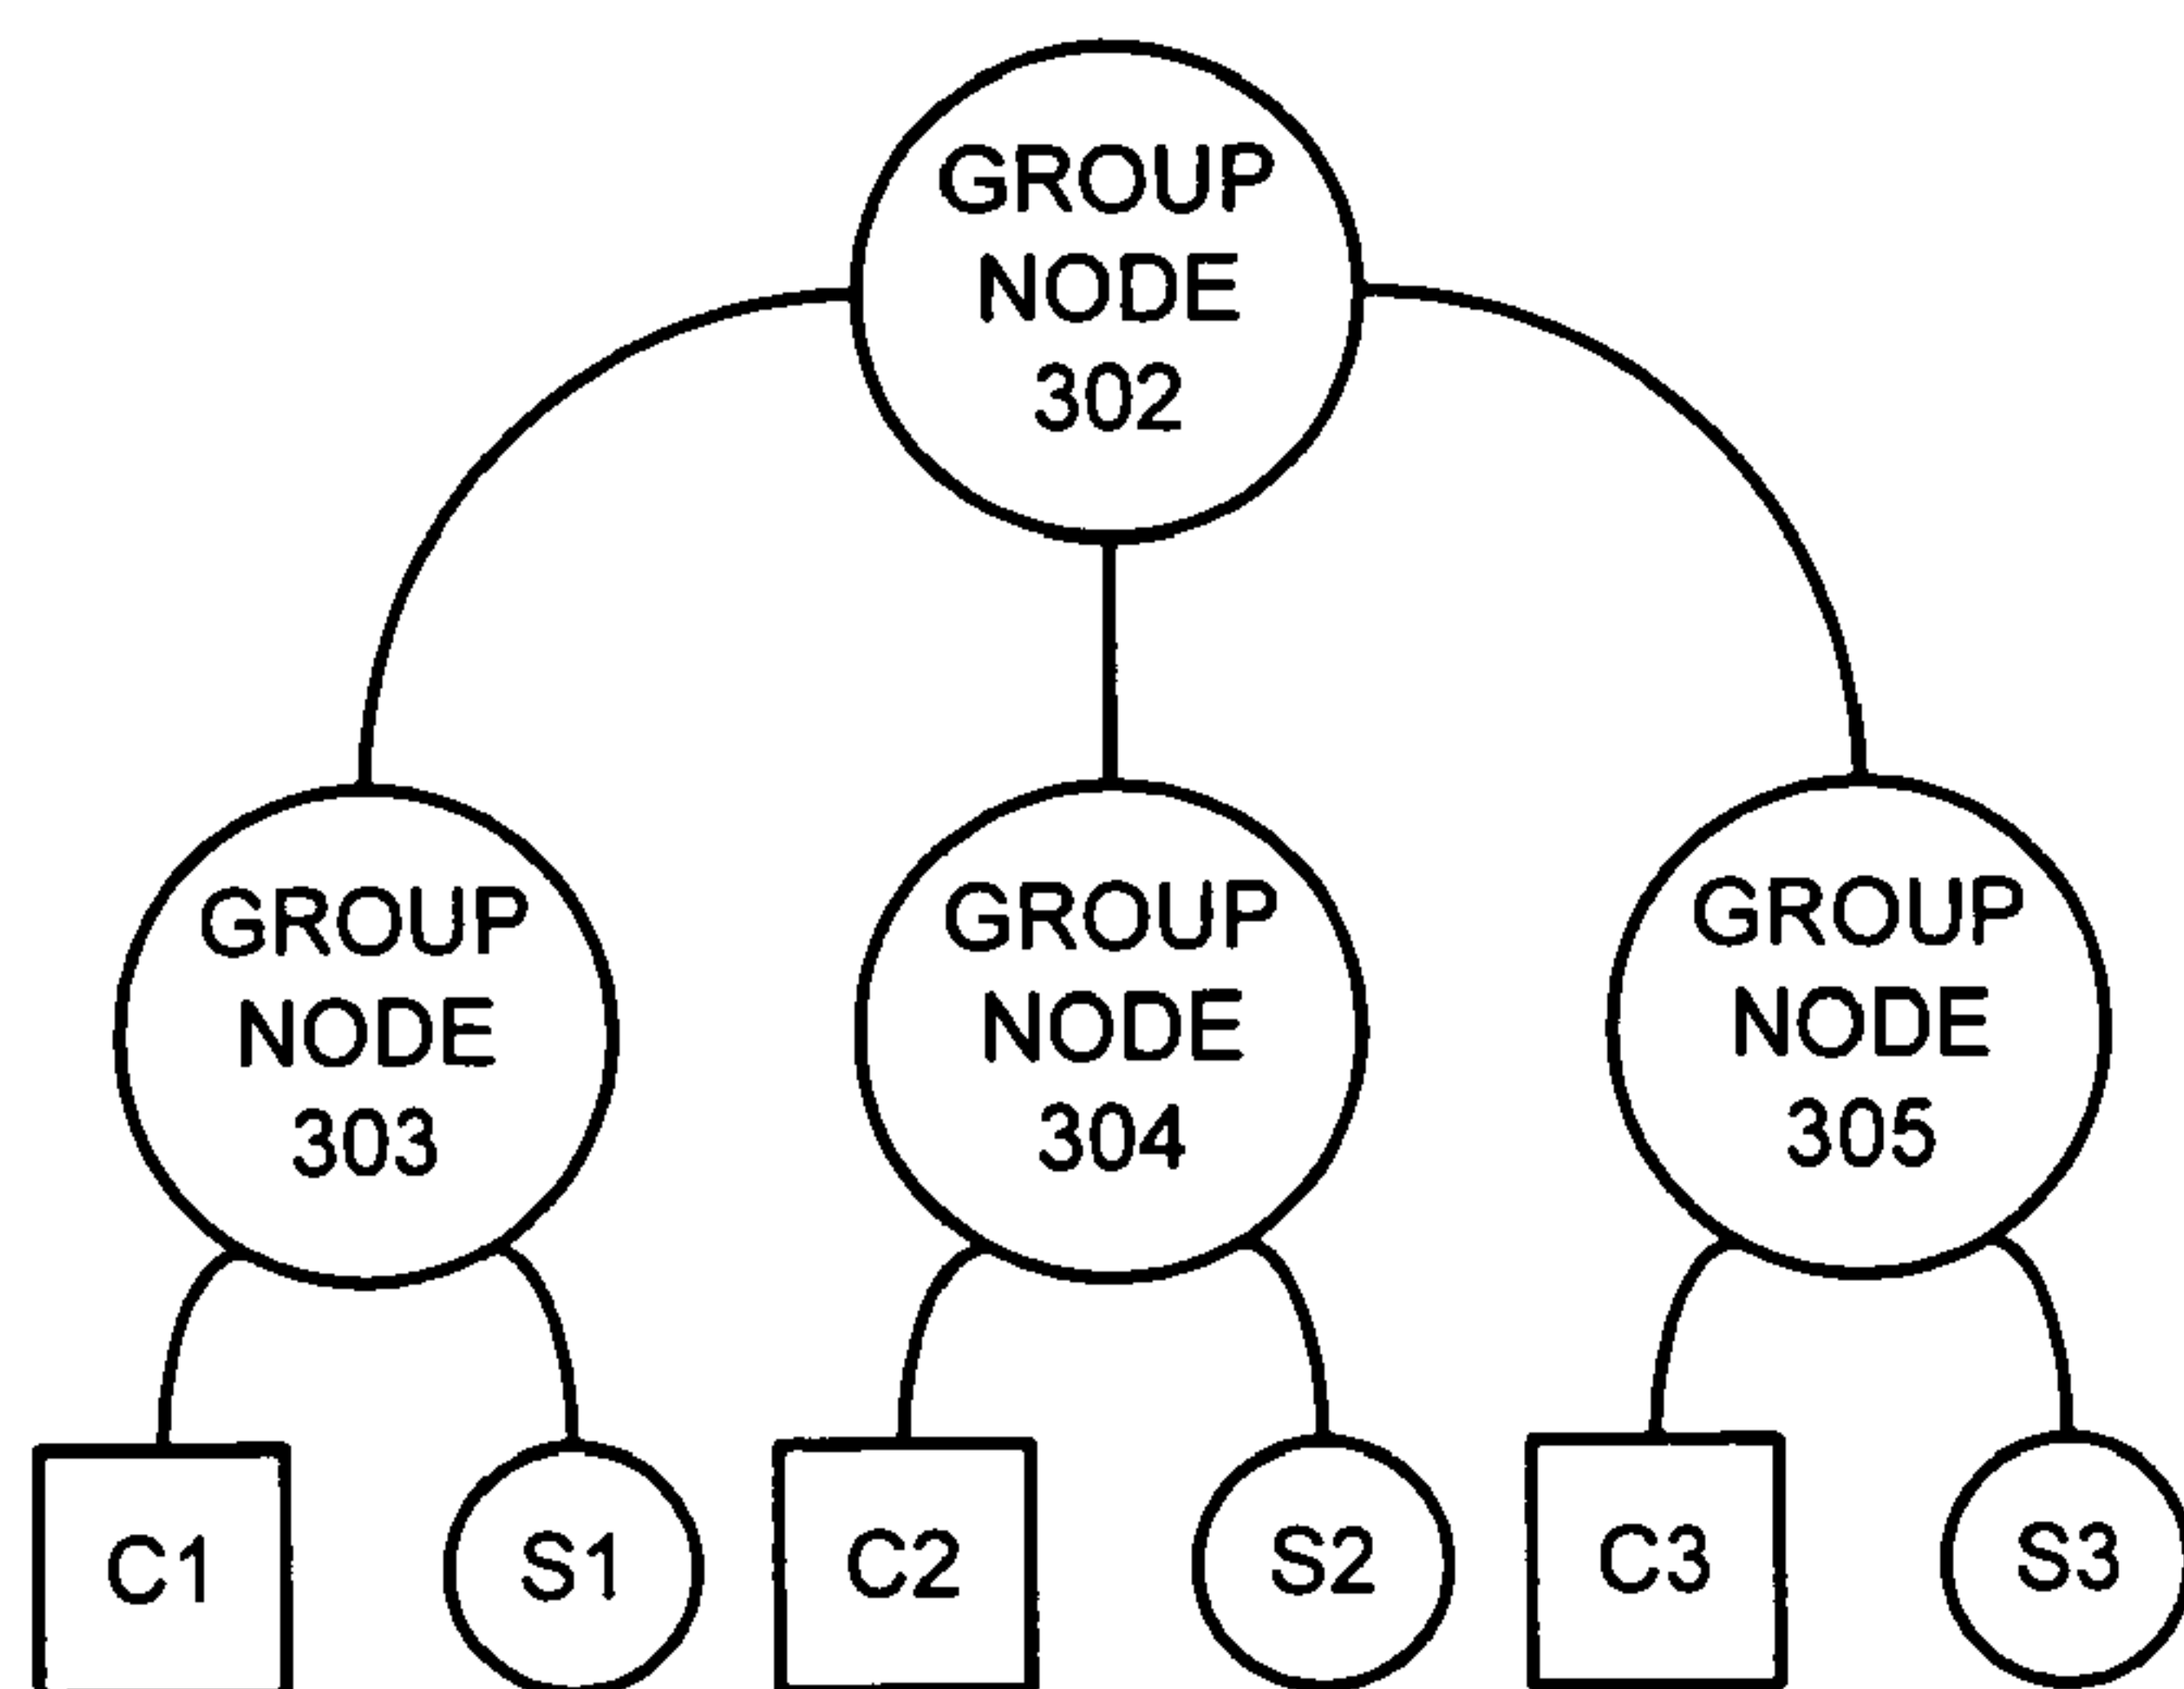 GROUP
NODE
302
GROUP
NODE
303
GROUP
NODE
304
GROUP
NODE
305
C1
S1
C2
S2
C3
S3